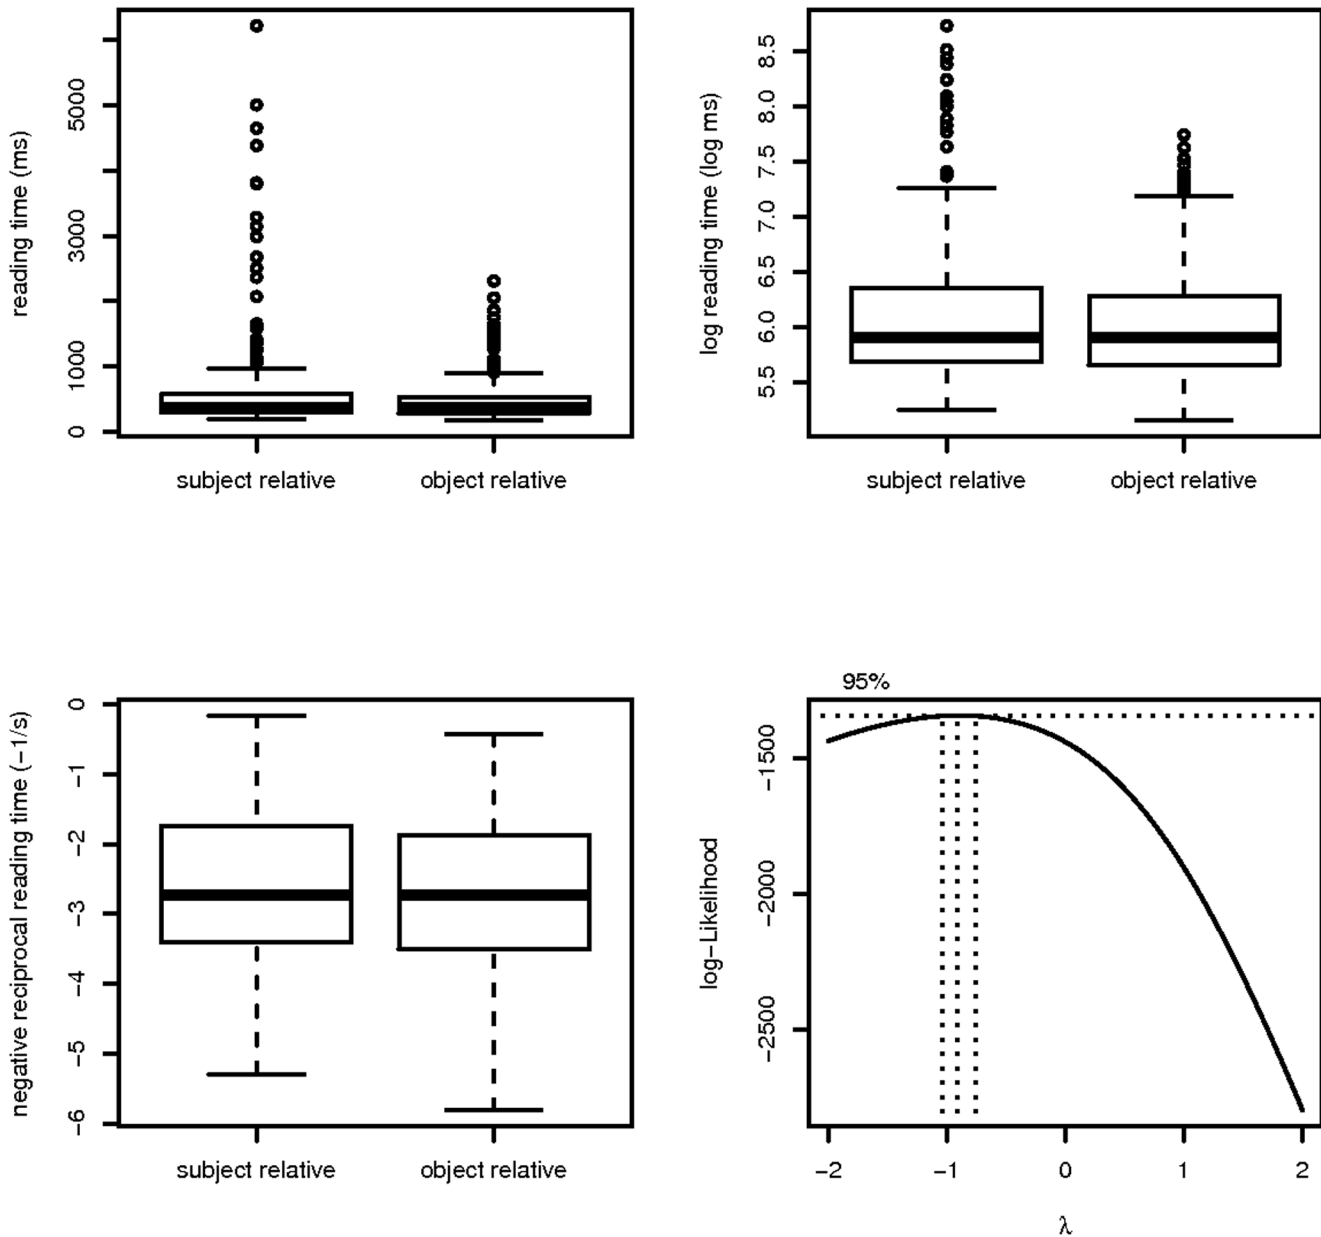 reading time (ms)
5000
3000
1000
0
subject relative
object relative
log reading time (log ms)
8.5
8.0
7.5
7.0
6.5
6.0
5.5
subject relative
object relative
negative reciprocal reading time (−1/s)
0
−1
−2
−3
−4
−5
−6
subject relative
object relative
95%
log−Likelihood
−1500
−2000
−2500
−2
−1
0
1
2
λ